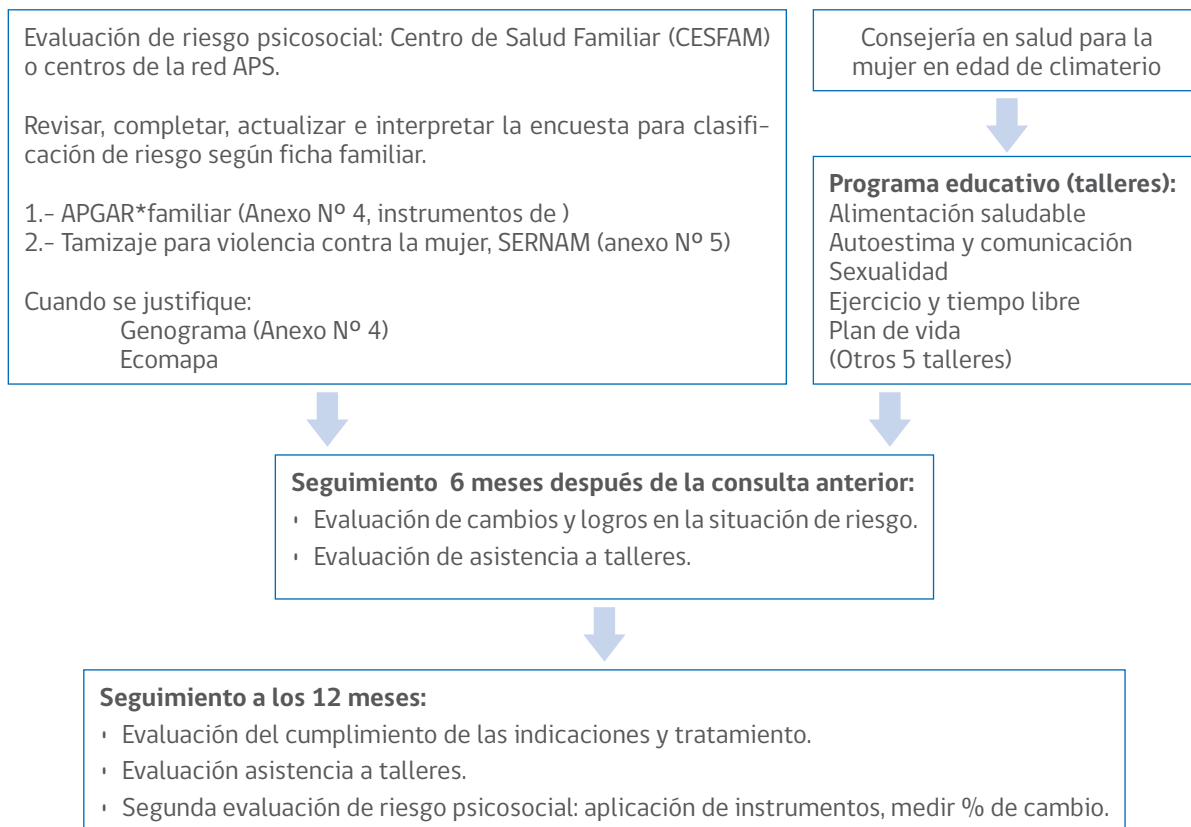 Evaluación de riesgo psicosocial: Centro de Salud Familiar (CESFAM)
o centros de la red APS.
Revisar, completar, actualizar e interpretar la encuesta para clasifi-
cación de riesgo según ficha familiar.
1.- APGAR*familiar (Anexo Nº 4, instrumentos de )
2.- Tamizaje para violencia contra la mujer, SERNAM (anexo Nº 5)
Cuando se justifique:
Genograma (Anexo Nº 4)
Ecomapa
Consejería en salud para la
mujer en edad de climaterio
Programa educativo (talleres):
Alimentación saludable
Autoestima y comunicación
Sexualidad
Ejercicio y tiempo libre
Plan de vida
(Otros 5 talleres)
Seguimiento 6 meses después de la consulta anterior:
• Evaluación de cambios y logros en la situación de riesgo.
• Evaluación de asistencia a talleres.
Seguimiento a los 12 meses:
• Evaluación del cumplimiento de las indicaciones y tratamiento.
• Evaluación asistencia a talleres.
• Segunda evaluación de riesgo psicosocial: aplicación de instrumentos, medir % de cambio.